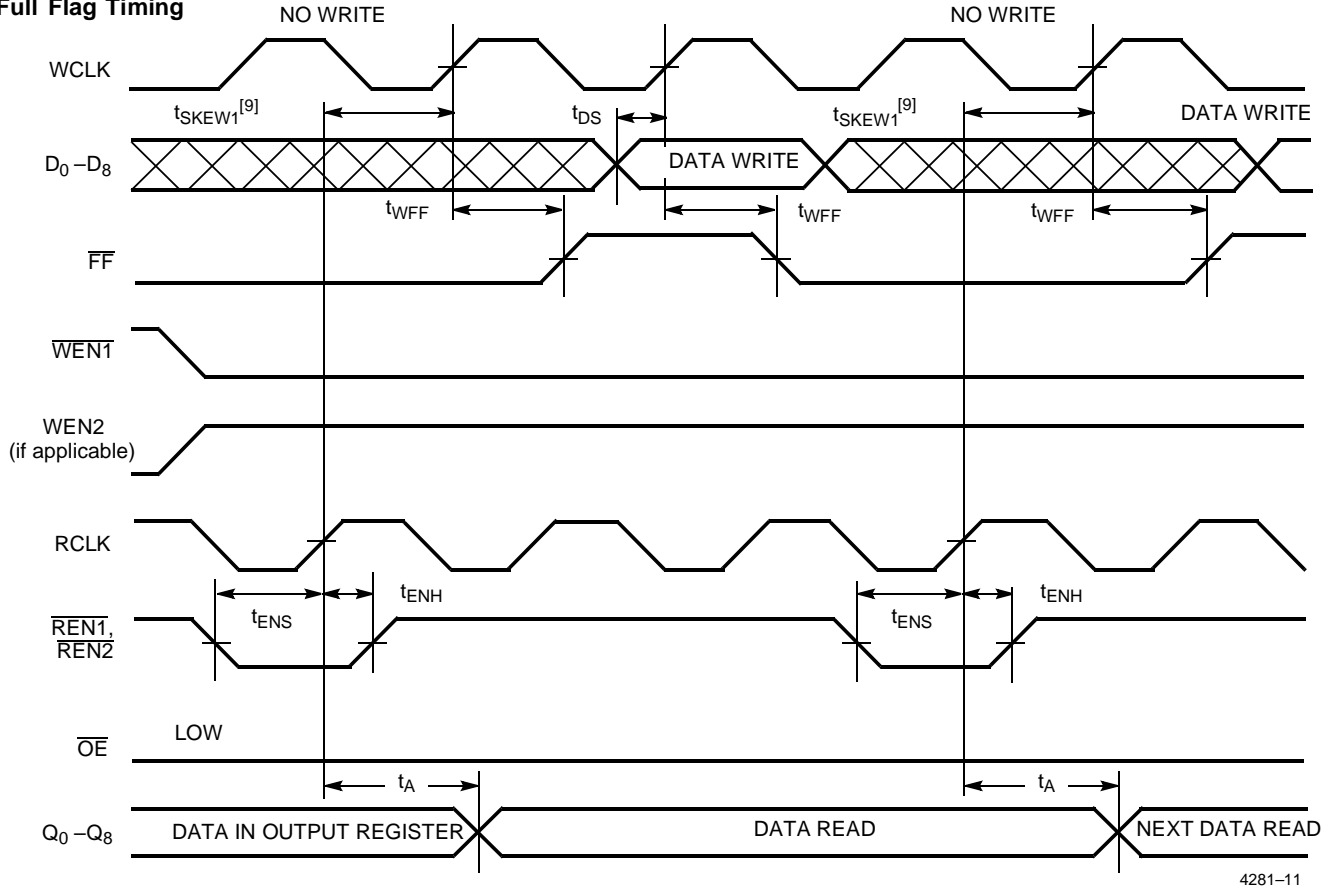 Full Flag Timing
NO WRITE
NO WRITE
WCLK
tSKEW1[9]
tDS
tSKEW1[9]
DATA WRITE
D0 –D8
DATA WRITE
tWFF
tWFF
tWFF
FF
WEN1
WEN2
(if applicable)
RCLK
tENS
tENH
tENS
tENH
REN1,
REN2
LOW
OE
tA
tA
Q0 –Q8
DATA IN OUTPUT REGISTER
DATA READ
NEXT DATA READ
4281–11